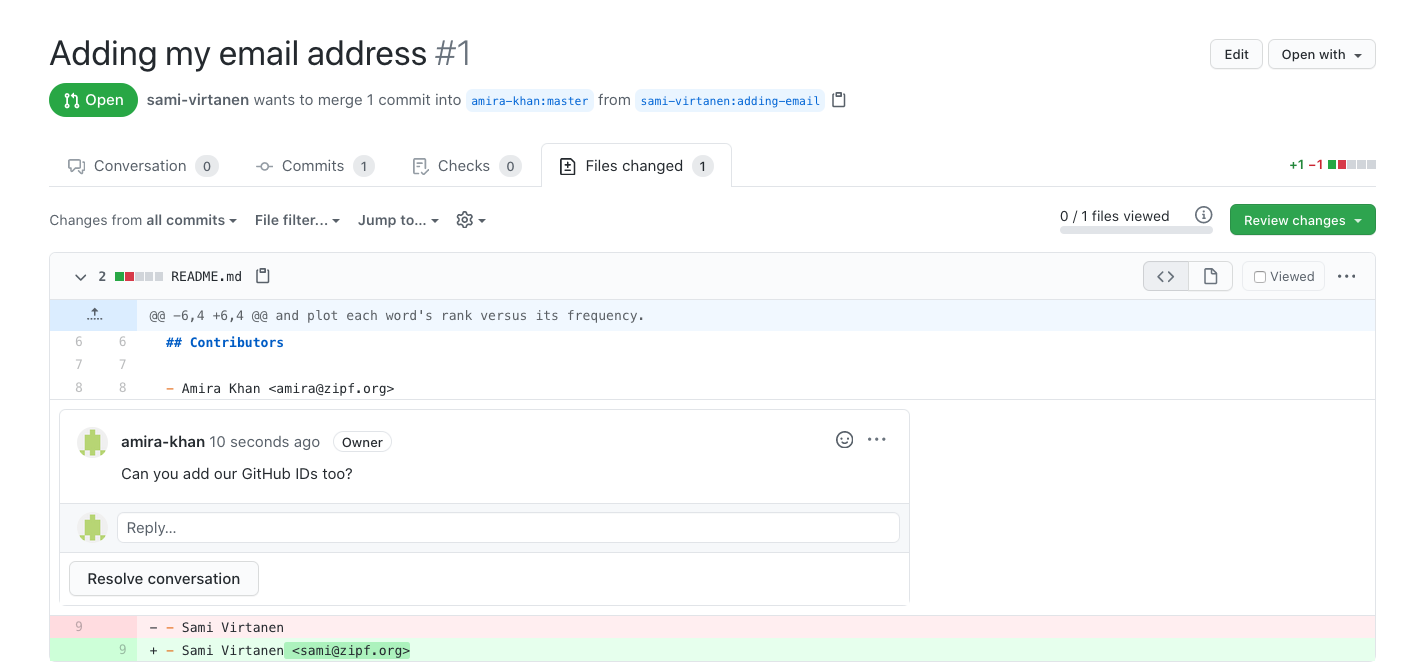 Adding my email address #1
Edit
Open with
Open sami-virtanen wants to merge 1 commit into amira-khan:master from sami-virtanen:adding-email
Conversation 0
Commits 1
Checks 0
Files changed 1
+1 −1
Changes from all commits
File filter...
Jump to...
0 / 1 files viewed
Review changes
2 README.md
Viewed
@@ -6,4 +6,4 @@ and plot each word's rank versus its frequency.
6 6 ## Contributors
7 7
8 8 - Amira Khan <amira@zipf.org>
amira-khan 10 seconds ago Owner
Can you add our GitHub IDs too?
Reply...
Resolve conversation
9 - - Sami Virtanen
9 + - Sami Virtanen <sami@zipf.org>